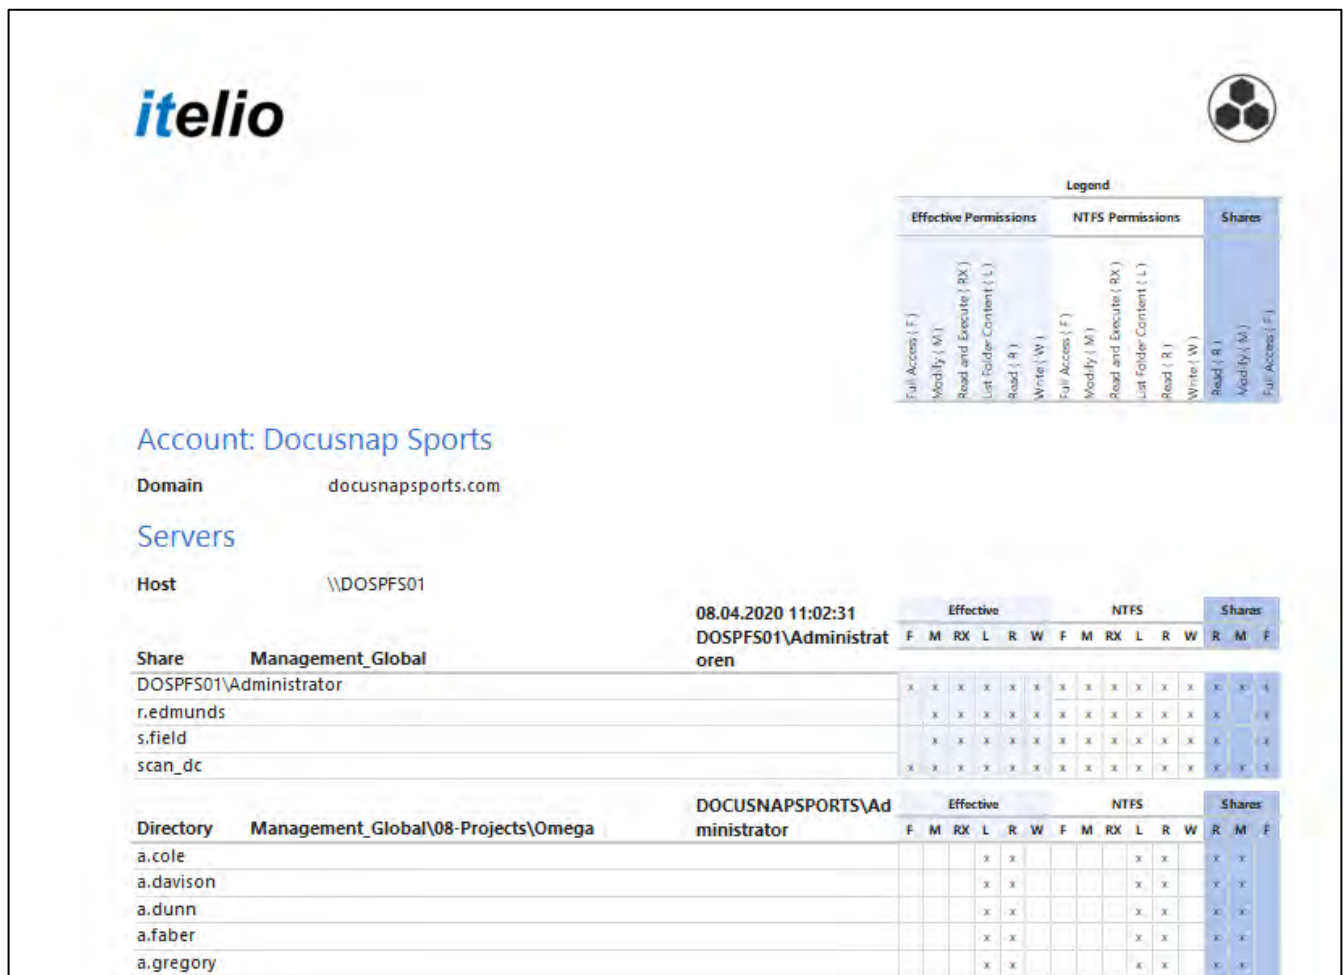 itelio
Legend
Effective Permissions NTFS Permissions Shares
Full Access ( F ) Modify ( M ) Read and Execute ( RX ) List Folder Content ( L ) Read ( R ) Write ( W ) Full Access ( F ) Modify ( M ) Read and Execute ( RX ) List Folder Content ( L ) Read ( R ) Write ( W ) Read ( R ) Modify ( M ) Full Access ( F )
Account: Docusnap Sports
Domain docusnapsports.com
Servers
Host \\DOSPFS01
08.04.2020 11:02:31 Effective NTFS Shares
DOSPFS01\Administrat F M RX L R W F M RX L R W R M F
Share Management_Global oren
DOSPFS01\Administrator x x x x x x x x x x x x x x x
r.edmunds x x x x x x x x x x x x x
s.field x x x x x x x x x x x x x
scan_dc x x x x x x x x x x x x x x x
DOCUSNAPSPORTS\Ad Effective NTFS Shares
Directory Management_Global\08-Projects\Omega ministrator F M RX L R W F M RX L R W R M F
a.cole x x x x x x
a.davison x x x x x x
a.dunn x x x x x x
a.faber x x x x x x
a.gregory x x x x x x